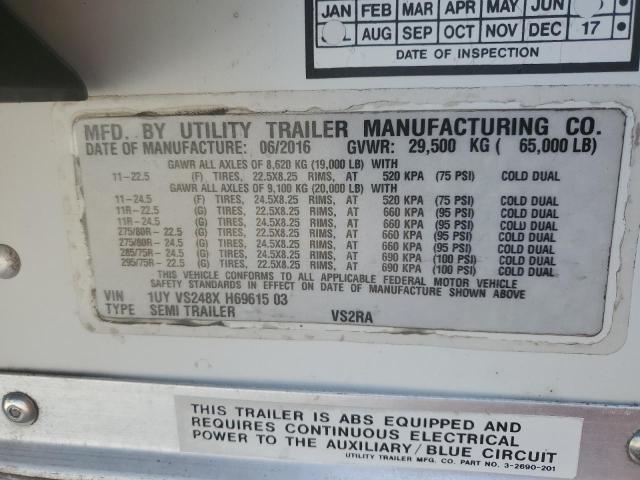 JAN FEB MAR APR MAY JUN
AUG SEP OCT NOV DEC 17
DATE OF INSPECTION
MFD. BY UTILITY TRAILER MANUFACTURING CO.
DATE OF MANUFACTURE: 06/2016 GVWR: 29,500 KG ( 65,000 LB)
GAWR ALL AXLES OF 8,620 KG (19,000 LB) WITH
11-22.5 (F) TIRES, 22.5X8.25 RIMS, AT 520 KPA (75 PSI) COLD DUAL
GAWR ALL AXLES OF 9,100 KG (20,000 LB) WITH
11-24.5 (F) TIRES, 24.5X8.25 RIMS, AT 520 KPA (75 PSI) COLD DUAL
11R-22.5 (G) TIRES, 22.5X8.25 RIMS, AT 660 KPA (95 PSI) COLD DUAL
11R-24.5 (G) TIRES, 24.5X8.25 RIMS, AT 660 KPA (95 PSI) COLD DUAL
275/80R-22.5 (G) TIRES, 22.5X8.25 RIMS, AT 660 KPA (95 PSI) COLD DUAL
275/80R-24.5 (G) TIRES, 24.5X8.25 RIMS, AT 660 KPA (95 PSI) COLD DUAL
285/75R-24.5 (G) TIRES, 24.5X8.25 RIMS, AT 690 KPA (100 PSI) COLD DUAL
295/75R-22.5 (G) TIRES, 22.5X8.25 RIMS, AT 690 KPA (100 PSI) COLD DUAL
THIS VEHICLE CONFORMS TO ALL APPLICABLE FEDERAL MOTOR VEHICLE
SAFETY STANDARDS IN EFFECT ON DATE OF MANUFACTURE SHOWN ABOVE
VIN 1UY VS248X H69615 03
TYPE SEMI TRAILER VS2RA
THIS TRAILER IS ABS EQUIPPED AND
REQUIRES CONTINUOUS ELECTRICAL
POWER TO THE AUXILIARY/BLUE CIRCUIT
UTILITY TRAILER MFG. CO. PART NO. 3-2690-201